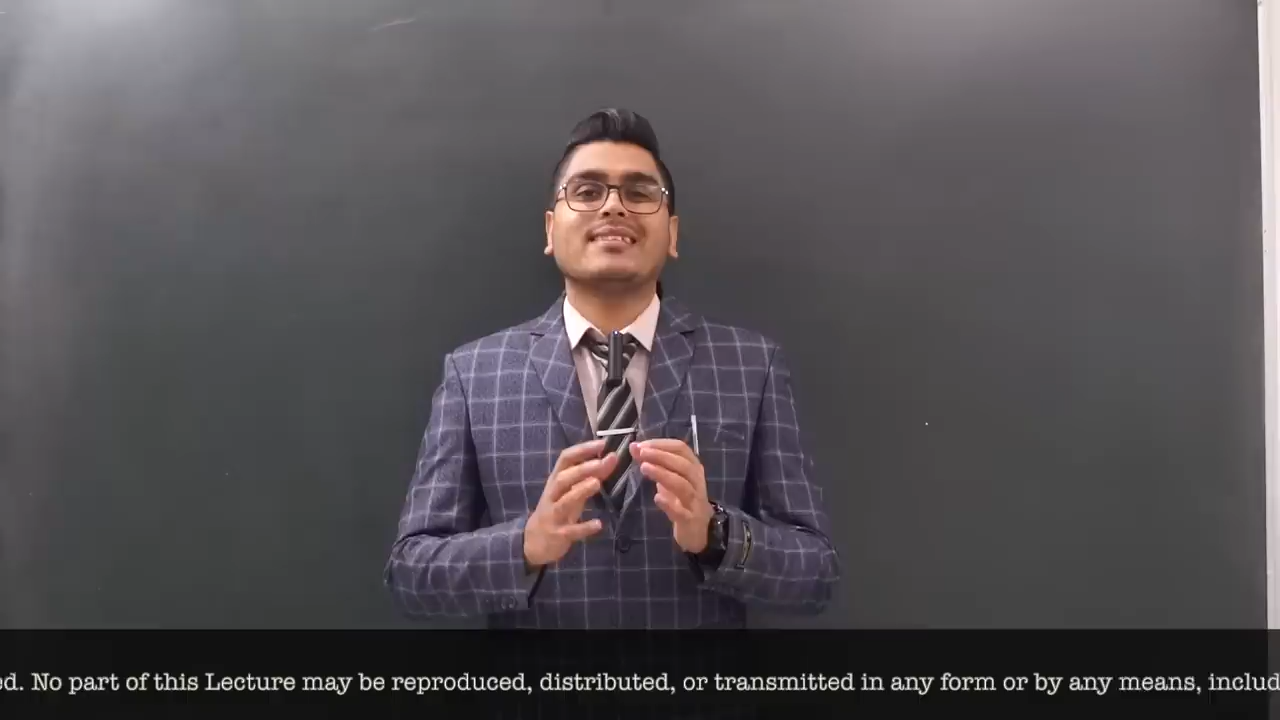 ed. No part of this Lecture may be reproduced, distributed, or transmitted in any form or by any means, includ